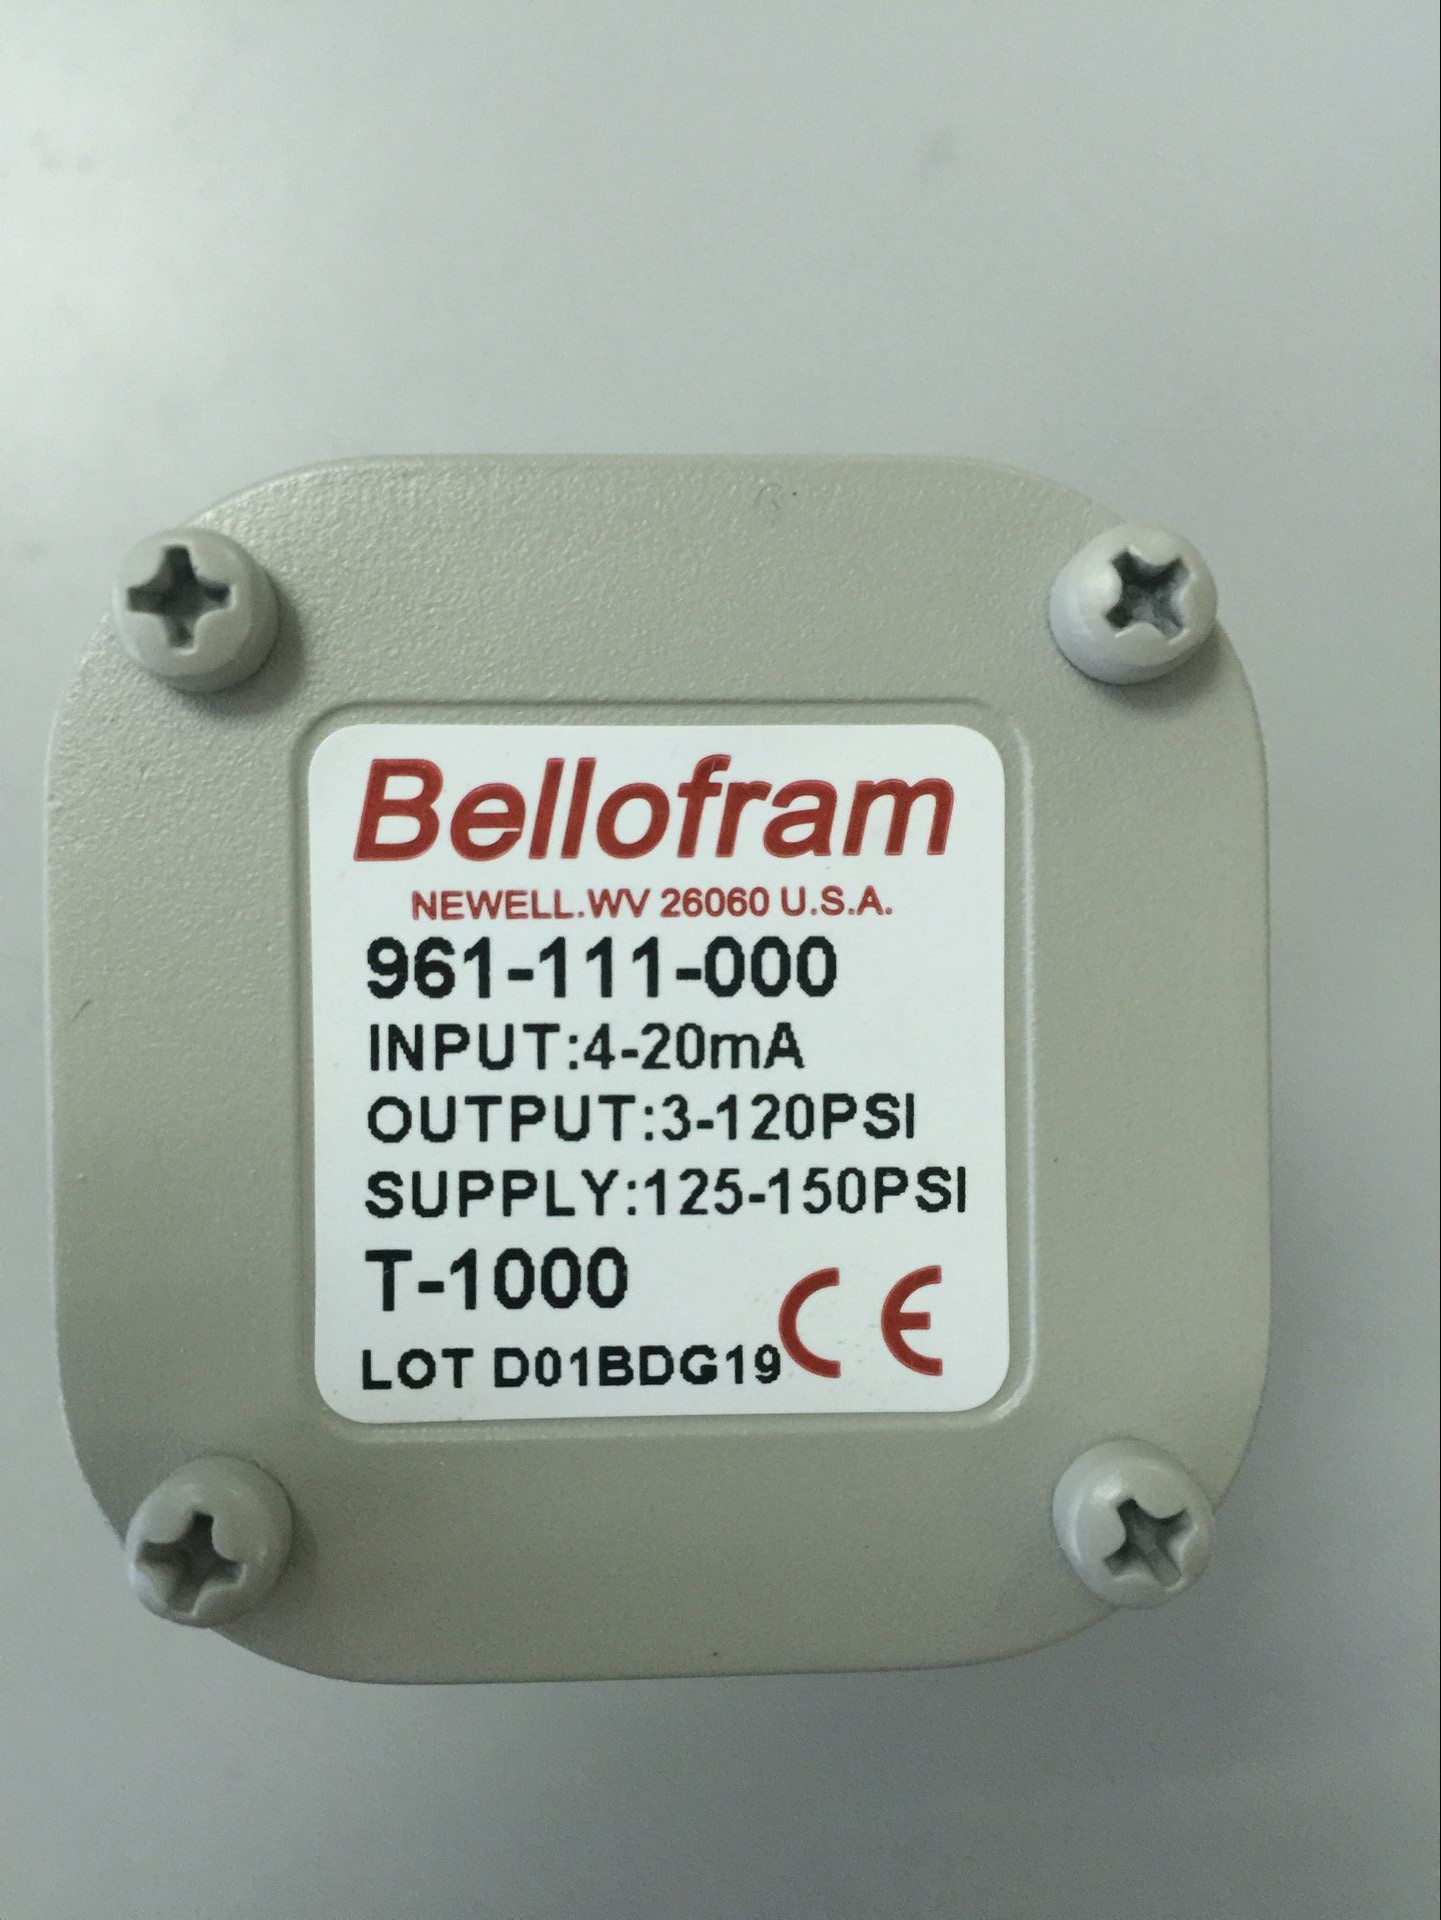 Bellofram
NEWELL.WV 26060 U.S.A.
961-111-000
INPUT:4-20mA
OUTPUT:3-120PSI
SUPPLY:125-150PSI
T-1000
CE
LOT D01BDG19